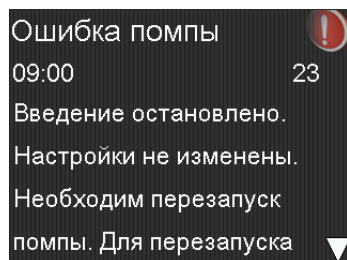 Ошибка помпы
09:00 23
Введение остановлено.
Настройки не изменены.
Необходим перезапуск
помпы. Для перезапуска